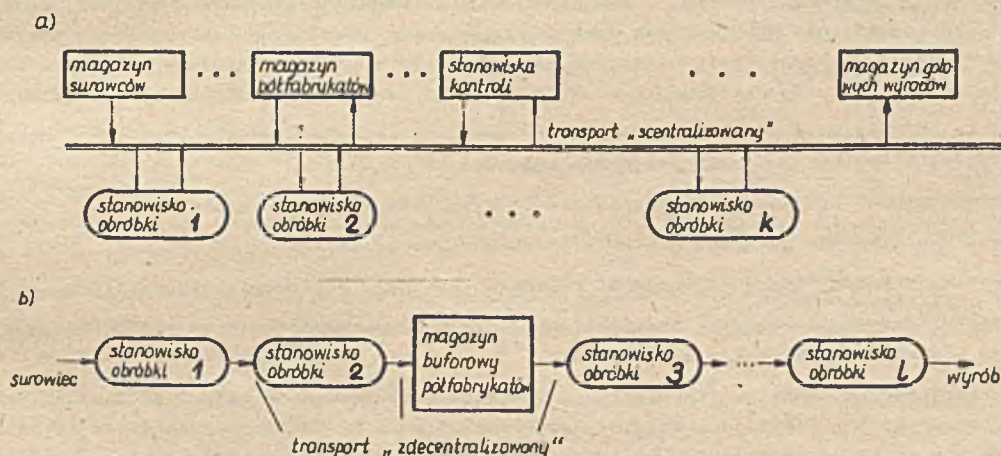 a)
magazyn
surowców
magazyn
półfabrykatów
stanowiska
kontroli
magazyn goto
wych wyrobów
transport „scentralizowany"
stanowisko
obróbki 1
stanowisko
obróbki 2
stanowisko
obróbki k
b)
surowiec
stanowisko
obróbki 1
stanowisko
obróbki 2
magazyn
buforowy
półfabrykatów
stanowisko
obróbki 3
stanowisko
obróbki l
wyrób
transport „zdecentralizowany"